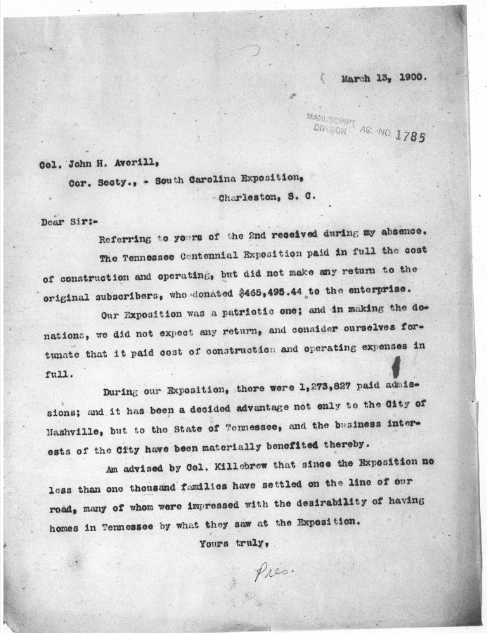 March 13, 1900.
MANUSCRIPT
DIVISION AC. NO. 1785
Col. John H. Averill,
Cor. Secty., - South Carolina Exposition,
Charleston, S. C.
Dear Sir:-
Referring to yours of the 2nd received during my absence.
The Tennessee Centennial Exposition paid in full the cost
of construction and operating, but did not make any return to the
original subscribers, who donated $465,495.44 to the enterprise.
Our Exposition was a patriotic one; and in making the do-
nations, we did not expect any return, and consider ourselves for-
tunate that it paid cost of construction and operating expenses in
full.
During our Exposition, there were 1,273,827 paid admis-
sions; and it has been a decided advantage not only to the City of
Nashville, but to the State of Tennessee, and the business inter-
ests of the City have been materially benefited thereby.
Am advised by Col. Killebrew that since the Exposition no
less than one thousand families have settled on the line of our
road, many of whom were impressed with the desirability of having
homes in Tennessee by what they saw at the Exposition.
Yours truly,
Pres.